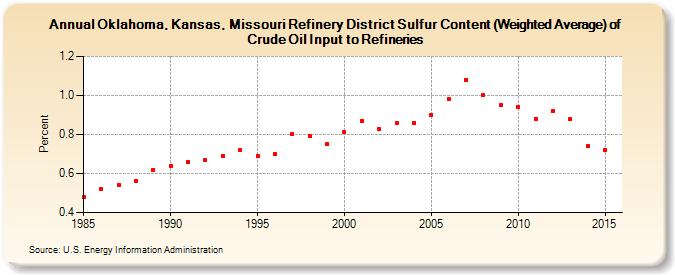 Annual Oklahoma, Kansas, Missouri Refinery District Sulfur Content (Weighted Average) of
Crude Oil Input to Refineries
Percent
1.2
1.0
0.8
0.6
0.4
1985 1990 1995 2000 2005 2010 2015
Source: U.S. Energy Information Administration